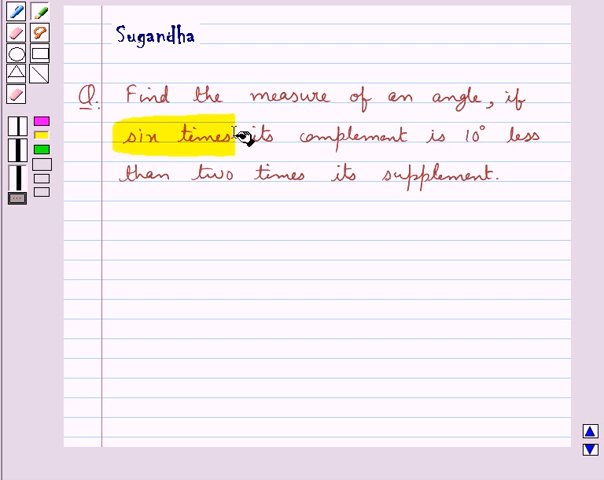 Sugandha
Q. Find the measure of an angle, if
six times its complement is 10° less
than two times its supplement.